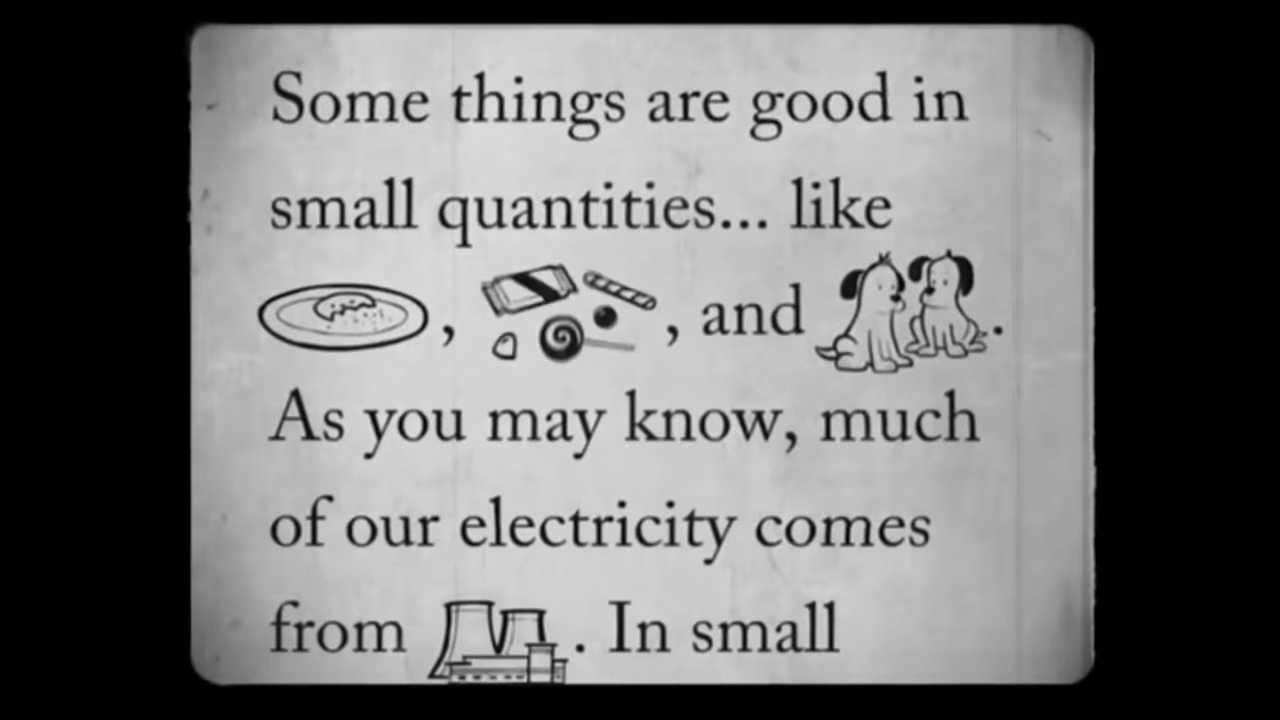 Some things are good in
small quantities... like
, , and .
As you may know, much
of our electricity comes
from . In small